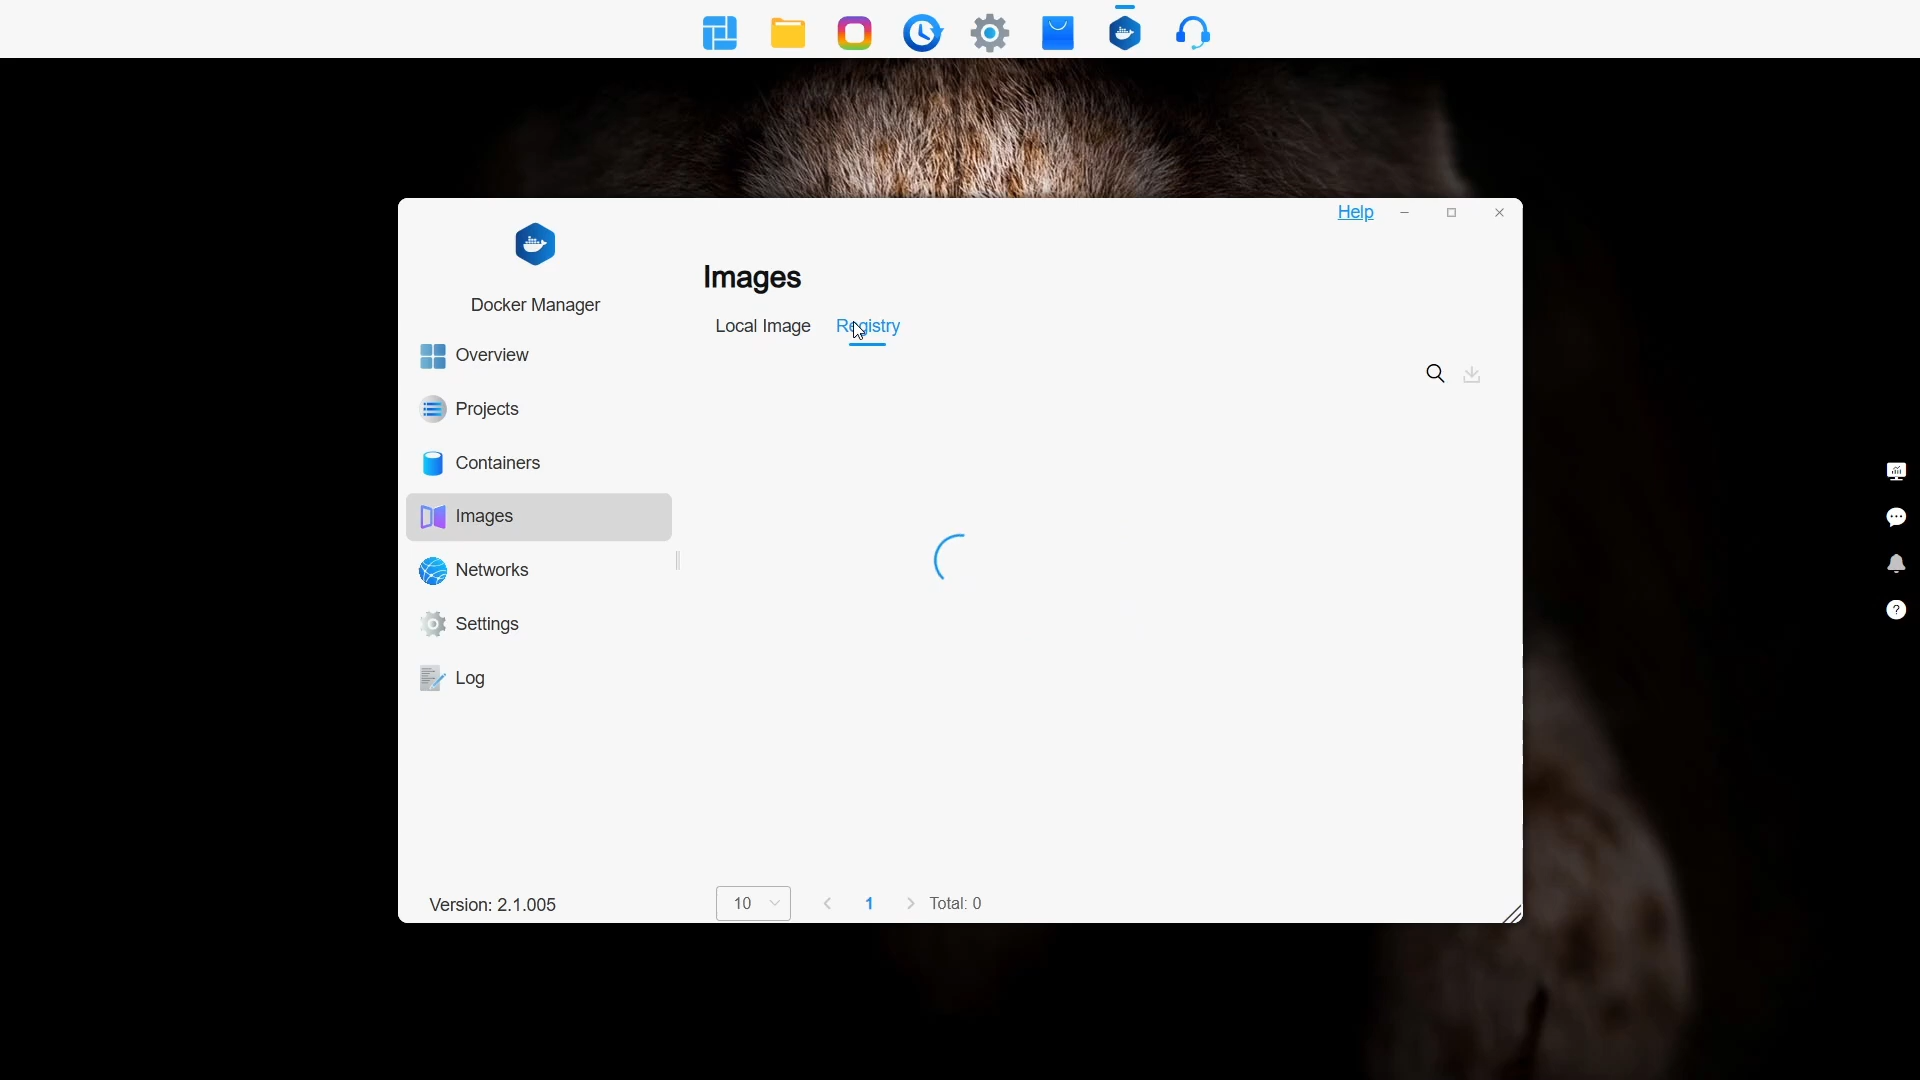 Help
Docker Manager
Images
Local Image
Registry
Overview
Projects
Containers
Images
Networks
Settings
Log
Version: 2.1.005
10
1
Total: 0